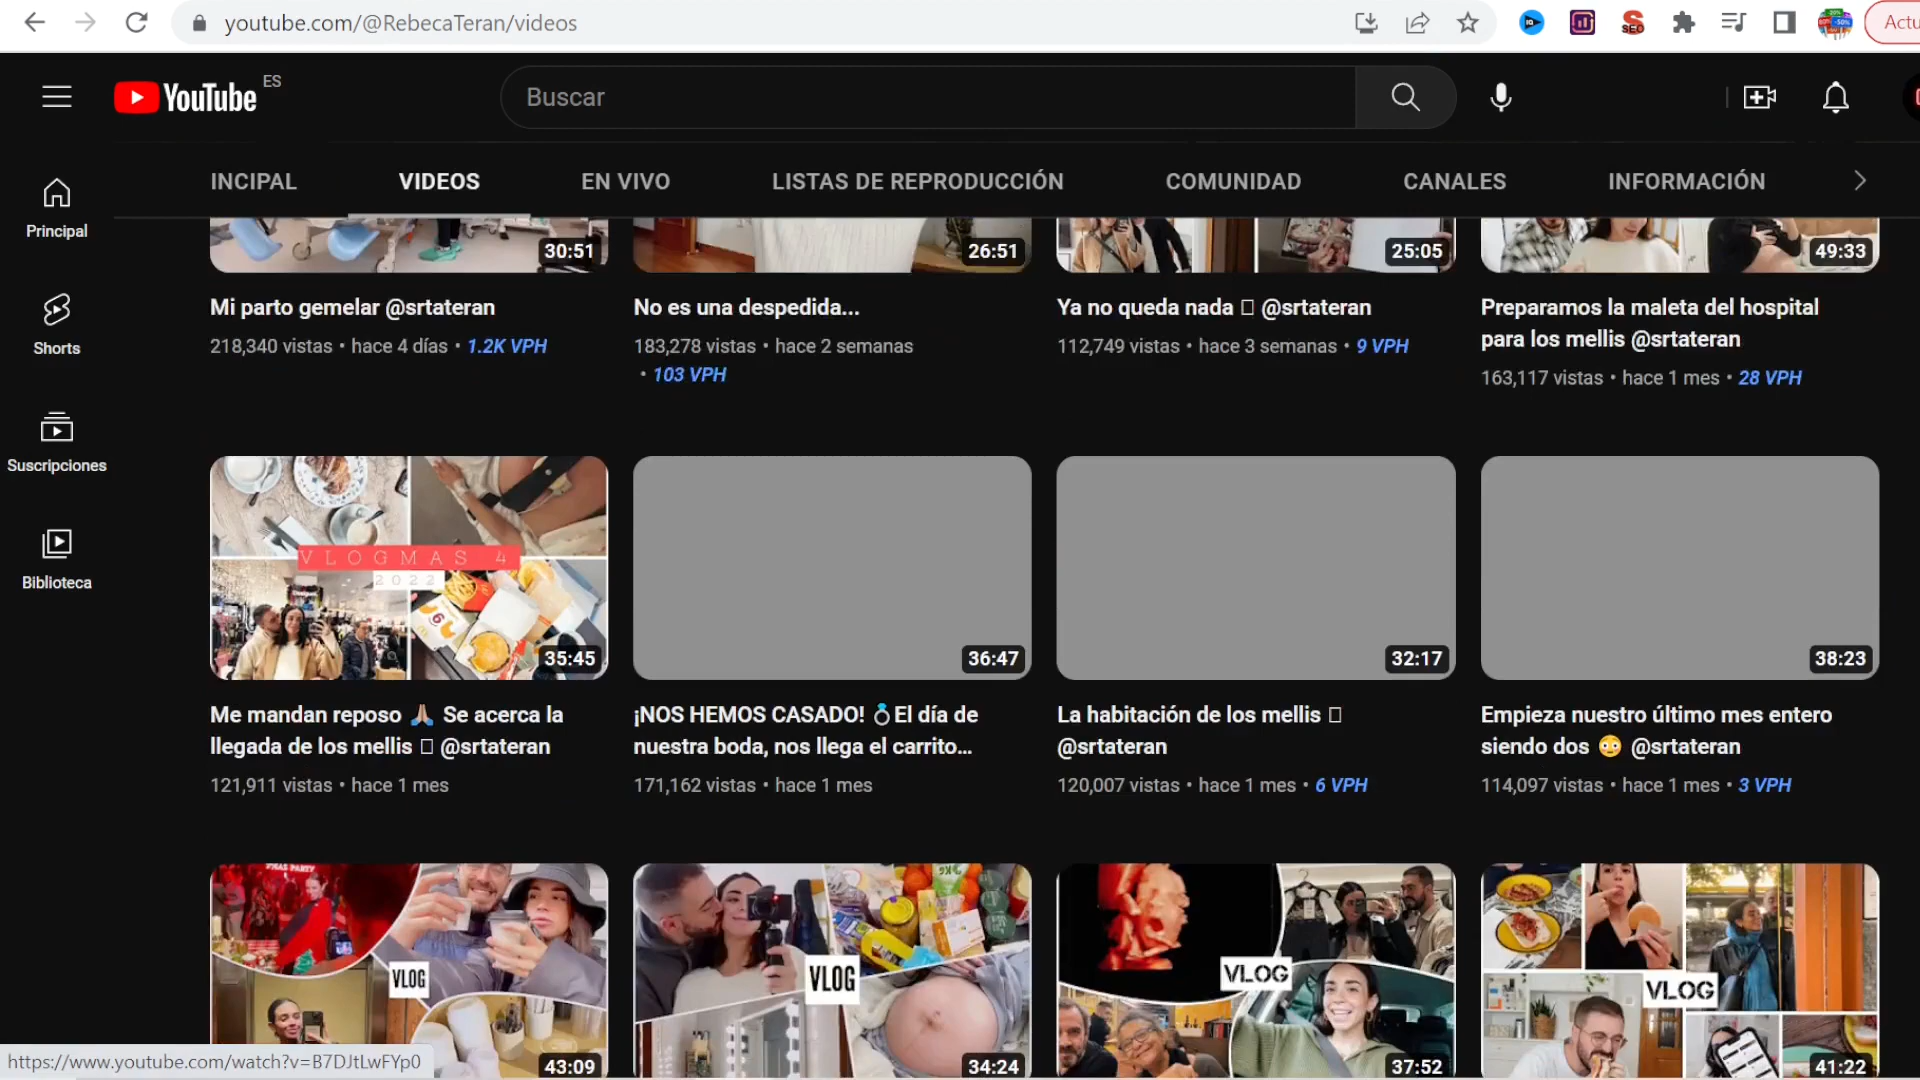 youtube.com/@RebecaTeran/videos
SEO
Actu
YouTube ES
Buscar
INCIPAL
VIDEOS
EN VIVO
LISTAS DE REPRODUCCIÓN
COMUNIDAD
CANALES
INFORMACIÓN
Principal
Shorts
Suscripciones
Biblioteca
30:51
26:51
25:05
49:33
Mi parto gemelar @srtateran
218,340 vistas • hace 4 días • 1.2K VPH
No es una despedida...
183,278 vistas • hace 2 semanas
• 103 VPH
Ya no queda nada @srtateran
112,749 vistas • hace 3 semanas • 9 VPH
Preparamos la maleta del hospital
para los mellis @srtateran
163,117 vistas • hace 1 mes • 28 VPH
VLOGMAS 4
2022
35:45
36:47
32:17
38:23
Me mandan reposo 🙏🏼 Se acerca la
llegada de los mellis @srtateran
121,911 vistas • hace 1 mes
¡NOS HEMOS CASADO! 💍El día de
nuestra boda, nos llega el carrito...
171,162 vistas • hace 1 mes
La habitación de los mellis
@srtateran
120,007 vistas • hace 1 mes • 6 VPH
Empieza nuestro último mes entero
siendo dos 😳 @srtateran
114,097 vistas • hace 1 mes • 3 VPH
VLOG
VLOG
VLOG
VLOG
43:09
34:24
37:52
41:22
https://www.youtube.com/watch?v=B7DJtLwFYp0